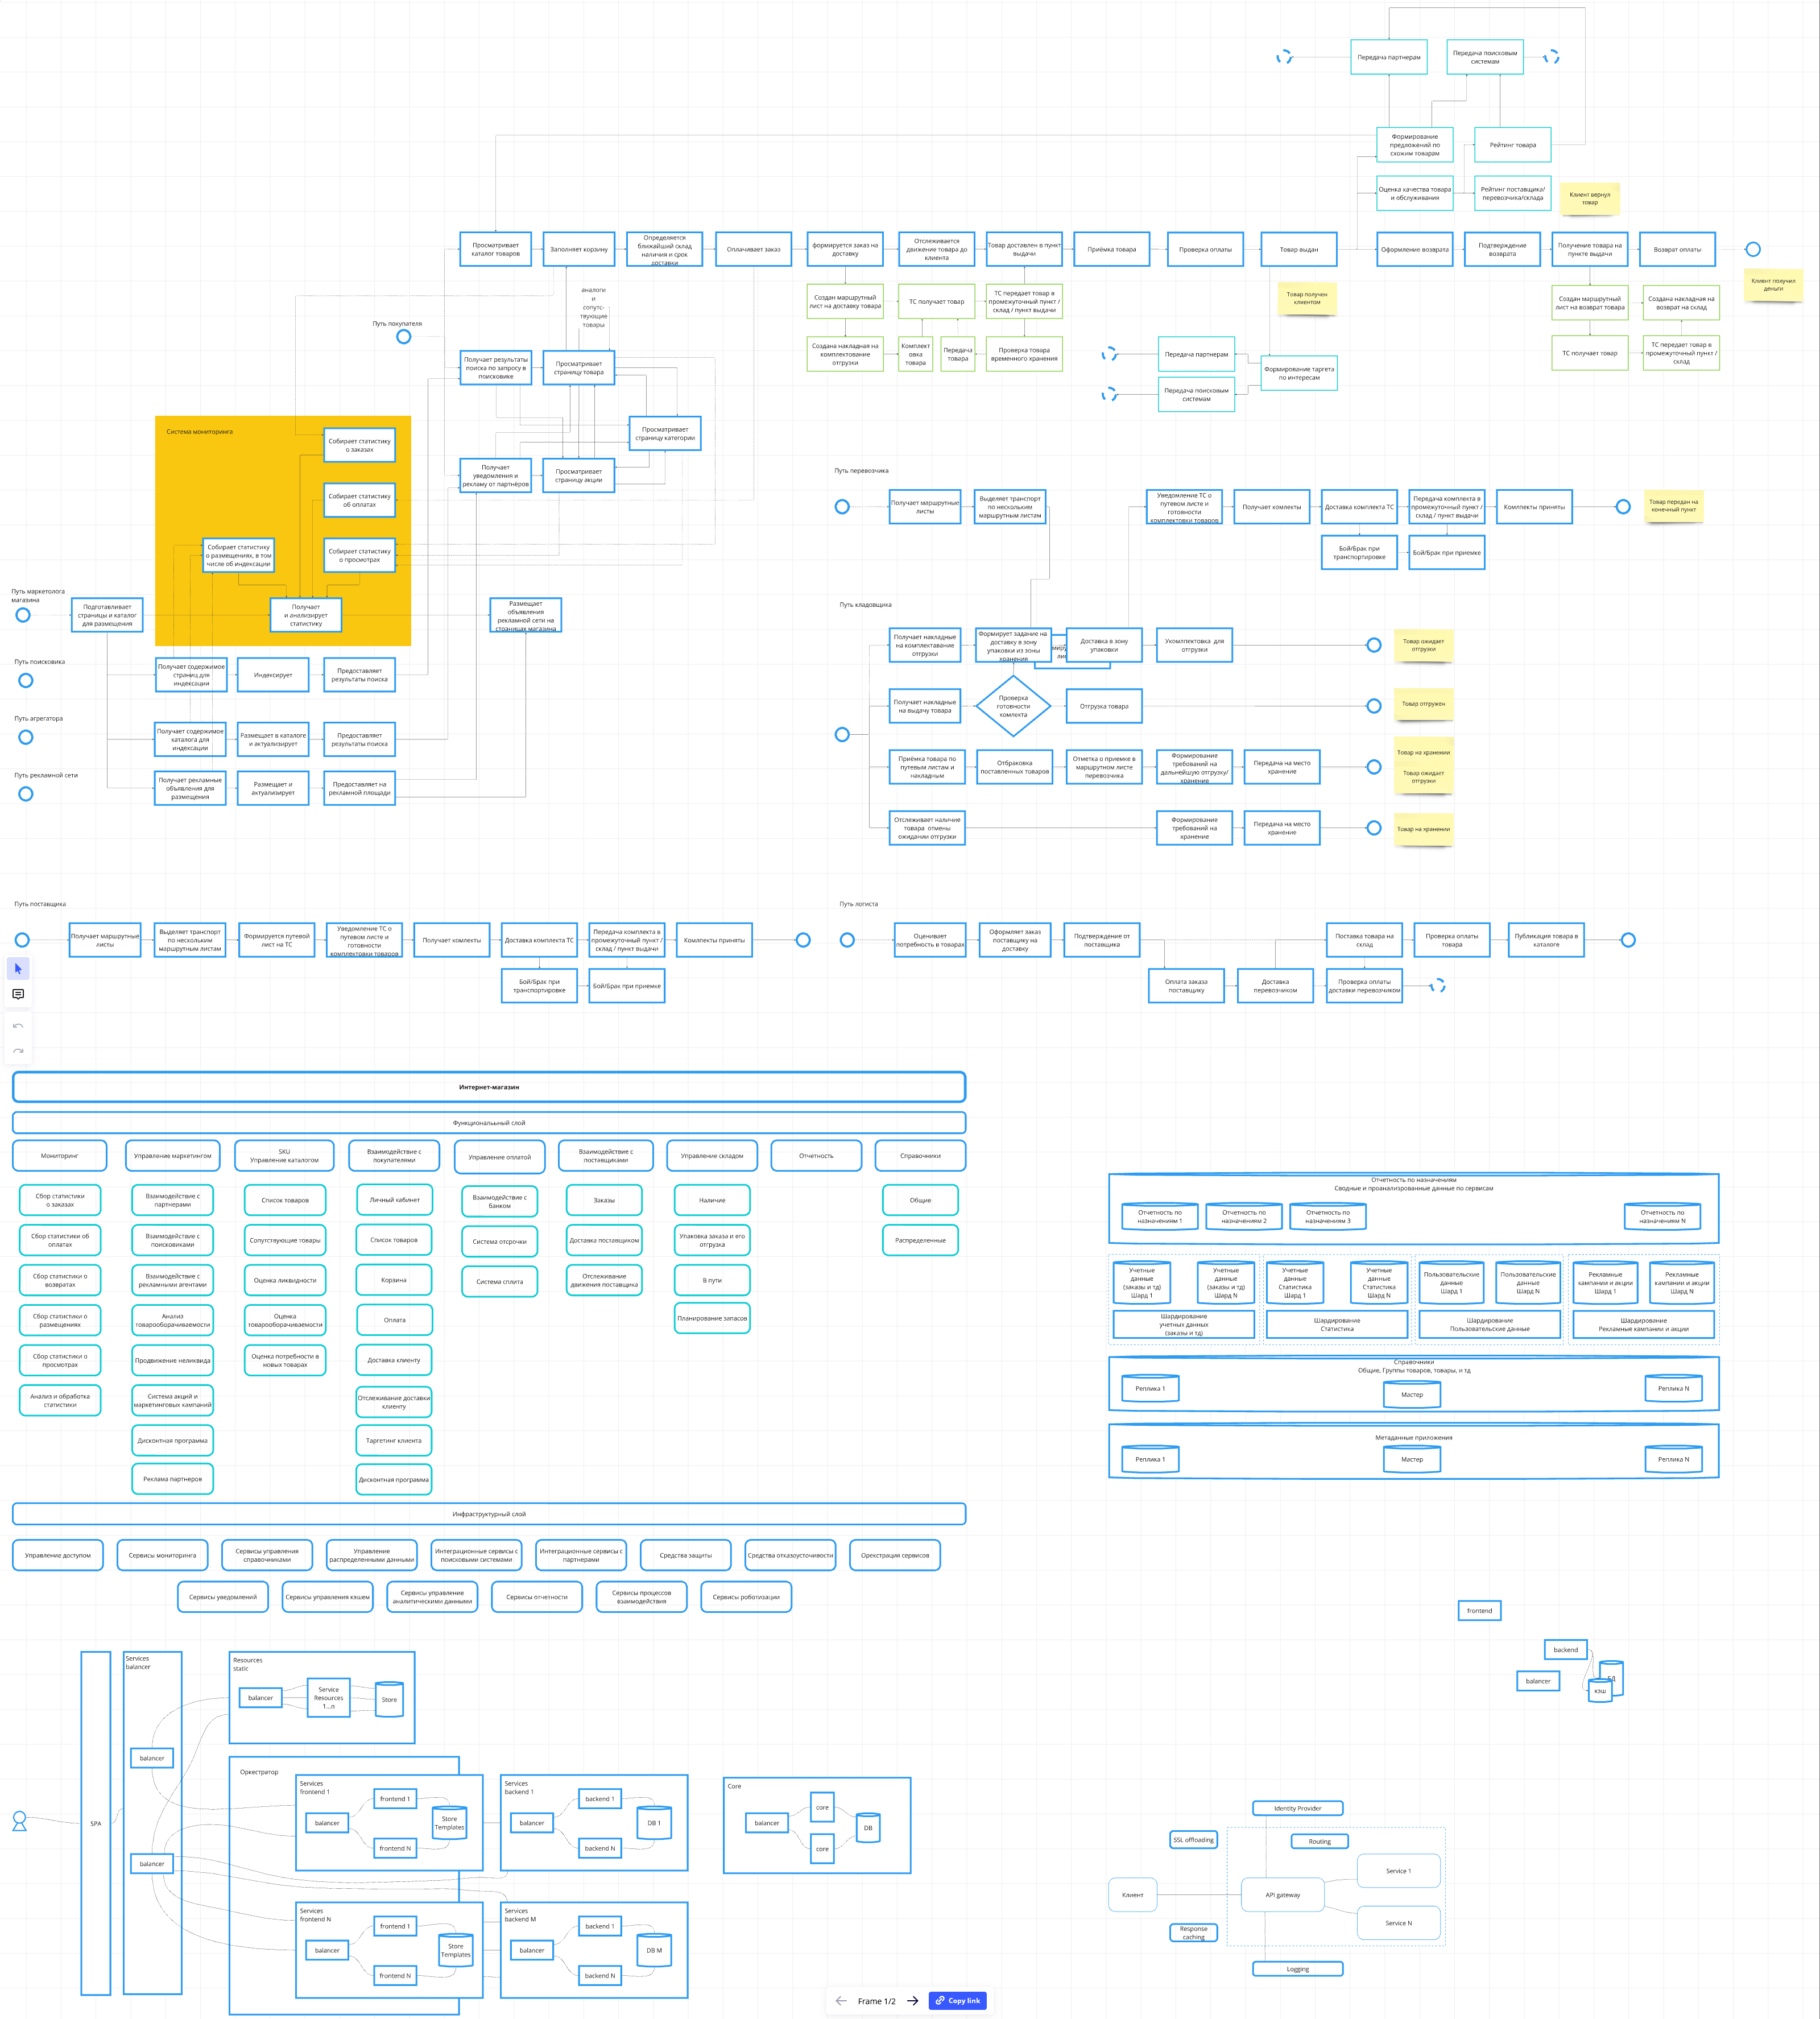 Передача партнерам
Передача поисковым
системам
Формирование
предложений по
схожим товарам
Рейтинг товара
Оценка качества товара
и обслуживания
Рейтинг поставщика/
перевозчика/склада
Клиент вернул
товар
Просматривает
каталог товаров
Заполняет корзину
Определяется
ближайший склад
наличия и срок
доставки
Оплачивает заказ
формируется заказ на
доставку
Отслеживается
движение товара до
клиента
Товар доставлен в пункт
выдачи
Приёмка товара
Проверка оплаты
Товар выдан
Оформление возврата
Подтверждение
возврата
Получение товара на
пункте выдачи
Возврат оплаты
Клиент получил
деньги
аналоги
и
сопутс-
твующие
товары
Создан маршрутный
лист на доставку товара
ТС получает товар
ТС передает товар в
промежуточный пункт /
склад / пункт выдачи
Товар получен
клиентом
Создан маршрутный
лист на возврат товара
Создана накладная на
возврат на склад
Путь покупателя
Создана накладная на
комплектование
отгрузки
Комплект
овка
товара
Передача
товара
Проверка товара
временного хранения
Передача партнерам
Передача поисковым
системам
Формирование таргета
по интересам
ТС получает товар
ТС передает товар в
промежуточный пункт /
склад
Получает результаты
поиска по запросу в
поисковике
Просматривает
страницу товара
Просматривает
страницу категории
Получает
уведомления и
рекламу от партнёров
Просматривает
страницу акции
Система мониторинга
Собирает статистику
о заказах
Собирает статистику
об оплатах
Собирает статистику
о размещениях, в том
числе об индексации
Собирает статистику
о просмотрах
Получает
и анализирует
статистику
Путь маркетолога
магазина
Подготавливает
страницы и каталог
для размещения
Размещает
объявления
рекламной сети на
страницах магазина
Путь поисковика
Получает содержимое
страниц для
индексации
Индексирует
Предоставляет
результаты поиска
Путь агрегатора
Получает содержимое
каталога для
индексации
Размещает в каталоге
и актуализирует
Предоставляет
результаты поиска
Путь рекламной сети
Получает рекламные
объявления для
размещения
Размещает и
актуализирует
Предоставляет на
рекламной площади
Путь перевозчика
Получает маршрутные
листы
Выделяет транспорт
по нескольким
маршрутным листам
Уведомление ТС о
путевом листе и
готовности
комплектовки товаров
Получает комлекты
Доставка комплекта ТС
Передача комплекта в
промежуточный пункт /
склад / пункт выдачи
Комлпекты приняты
Товар передан на
конечный пункт
Бой/Брак при
транспортировке
Бой/Брак при приемке
Путь кладовщика
Получает накладные
на комплектавание
отгрузки
Формирует задание на
доставку в зону
упаковки из зоны
хранения
Доставка в зону
упаковки
Укомлпектовка для
отгрузки
Товар ожидает
отгрузки
Получает накладные
на выдачу товара
Проверка
готовности
комлекта
Отгрузка товара
Товар отгружен
Приёмка товара по
путевым листам и
накладным
Отбраковка
поставленных товаров
Отметка о приемке в
маршрутном листе
перевозчика
Формирование
требований на
дальнейшую отгрузку/
хранение
Передача на место
хранение
Товар на хранении
Товар ожидает
отгрузки
Отслеживает наличие
товара отмены
ожидании отгрузки
Формирование
требований на
хранение
Передача на место
хранение
Товар на хранении
Путь поставщика
Получает маршрутные
листы
Выделяет транспорт
по нескольким
маршрутным листам
Формируется путевой
лист на ТС
Уведомление ТС о
путевом листе и
готовности
комплектовки товаров
Получает комлекты
Доставка комплекта ТС
Передача комплекта в
промежуточный пункт /
склад / пункт выдачи
Комлпекты приняты
Бой/Брак при
транспортировке
Бой/Брак при приемке
Путь логиста
Оценивает
потребность в товарах
Оформляет заказ
поставщику на
доставку
Подтверждение от
поставщика
Оплата заказа
поставщику
Доставка
перевозчиком
Поставка товара на
склад
Проверка оплаты
товара
Публикация товара в
каталоге
Проверка оплаты
доставки перевозчиком
Интернет-магазин
Функциональный слой
Мониторинг
Управление маркетингом
SKU
Управление каталогом
Взаимодействие с
покупателями
Управление оплатой
Взаимодействие с
поставщиками
Управление складом
Отчетность
Справочники
Сбор статистики
о заказах
Сбор статистики об
оплатах
Сбор статистики о
возвратах
Сбор статистики о
размещениях
Сбор статистики о
просмотрах
Анализ и обработка
статистики
Взаимодействие с
партнерами
Взаимодействие с
поисковиками
Взаимодействие с
рекламными агентами
Анализ
товарооборачиваемости
Продвижение неликвида
Система акций и
маркетинговых кампаний
Дисконтная программа
Реклама партнеров
Список товаров
Сопутствующие товары
Оценка ликвидности
Оценка
товарооборачиваемости
Оценка потребности в
новых товарах
Личный кабинет
Список товаров
Корзина
Оплата
Доставка клиенту
Отслеживание доставки
клиенту
Таргетинг клиента
Дисконтная программа
Взаимодействие с
банком
Система отсрочки
Система сплита
Заказы
Доставка поставщиком
Отслеживание
движения поставщика
Наличие
Упаковка заказа и его
отгрузка
В пути
Планирование запасов
Общие
Распределенные
Отчетность по назначениям
Сводные и проанализированные данные по сервисам
Отчетность по
назначениям 1
Отчетность по
назначениям 2
Отчетность по
назначениям 3
Отчетность по
назначениям N
Учетные
данные
(заказы и тд)
Шард 1
Учетные
данные
(заказы и тд)
Шард N
Учетные
данные
Статистика
Шард 1
Учетные
данные
Статистика
Шард N
Пользовательские
данные
Шард 1
Пользовательские
данные
Шард N
Рекламные
кампании и акции
Шард 1
Рекламные
кампании и акции
Шард N
Шардирование
учетных данных
(заказы и тд)
Шардирование
Статистика
Шардирование
Пользовательские данные
Шардирование
Рекламные кампании и акции
Справочники
Общие, Группы товаров, товары, и тд
Реплика 1
Мастер
Реплика N
Метаданные приложения
Реплика 1
Мастер
Реплика N
Инфраструктурный слой
Управление доступом
Сервисы мониторинга
Сервисы управления
справочниками
Управление
распределенными данными
Интеграционные сервисы с
поисковыми системами
Интеграционные сервисы с
партнерами
Средства защиты
Средства отказоусточивости
Орекстрация сервисов
Сервисы уведомлений
Сервисы управления кэшем
Сервисы управление
аналитическими данными
Сервисы отчетности
Сервисы процессов
взаимодействия
Сервисы роботизации
frontend
backend
balancer
БД
кэш
SPA
Services
balancer
balancer
balancer
Resources
static
balancer
Service
Resources
1...n
Store
Оркестратор
Services
frontend 1
balancer
frontend 1
frontend N
Store
Templates
Services
backend 1
balancer
backend 1
backend N
DB 1
Core
balancer
core
core
DB
Services
frontend N
balancer
frontend 1
frontend N
Store
Templates
Services
backend M
balancer
backend 1
backend N
DB M
Identity Provider
SSL offloading
Routing
Клиент
API gateway
Service 1
Service N
Response
caching
Logging
Frame 1/2
Copy link